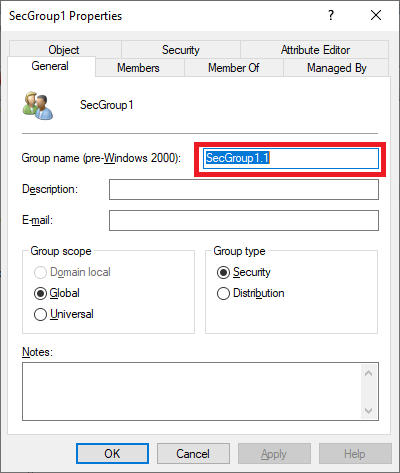 SecGroup1 Properties
? ×
Object Security Attribute Editor
General Members Member Of Managed By
SecGroup1
Group name (pre-Windows 2000): SecGroup1.1
Description:
E-mail:
Group scope Group type
Domain local Security
Global Distribution
Universal
Notes:
OK Cancel Apply Help